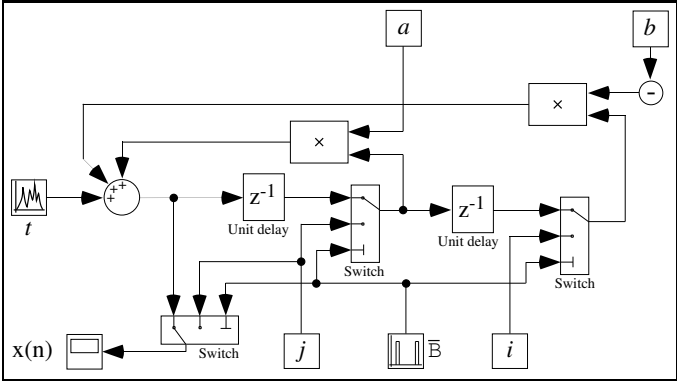 a
b
-
×
×
+
+
+
t
z-1
Unit delay
Switch
z-1
Unit delay
Switch
x(n)
Switch
j
B̅
i